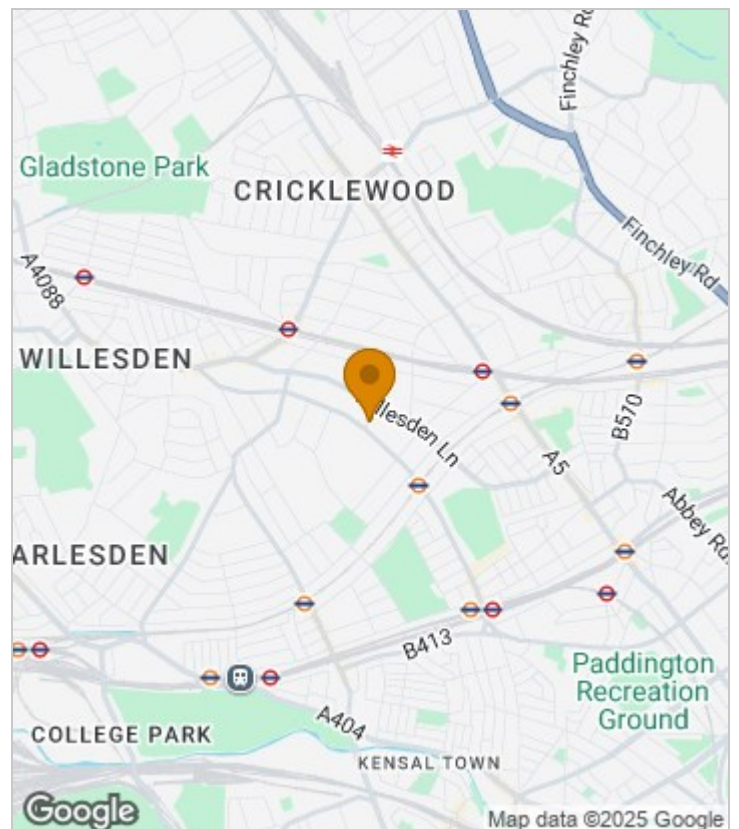 Finchley Rd
Gladstone Park
CRICKLEWOOD
A4088
Finchley Rd
WILLESDEN
Willesden Ln
B510
A5
Abbey Rd
ARLESDEN
B413
Paddington
Recreation
Ground
COLLEGE PARK
A404
KENSAL TOWN
Google
Map data ©2025 Google